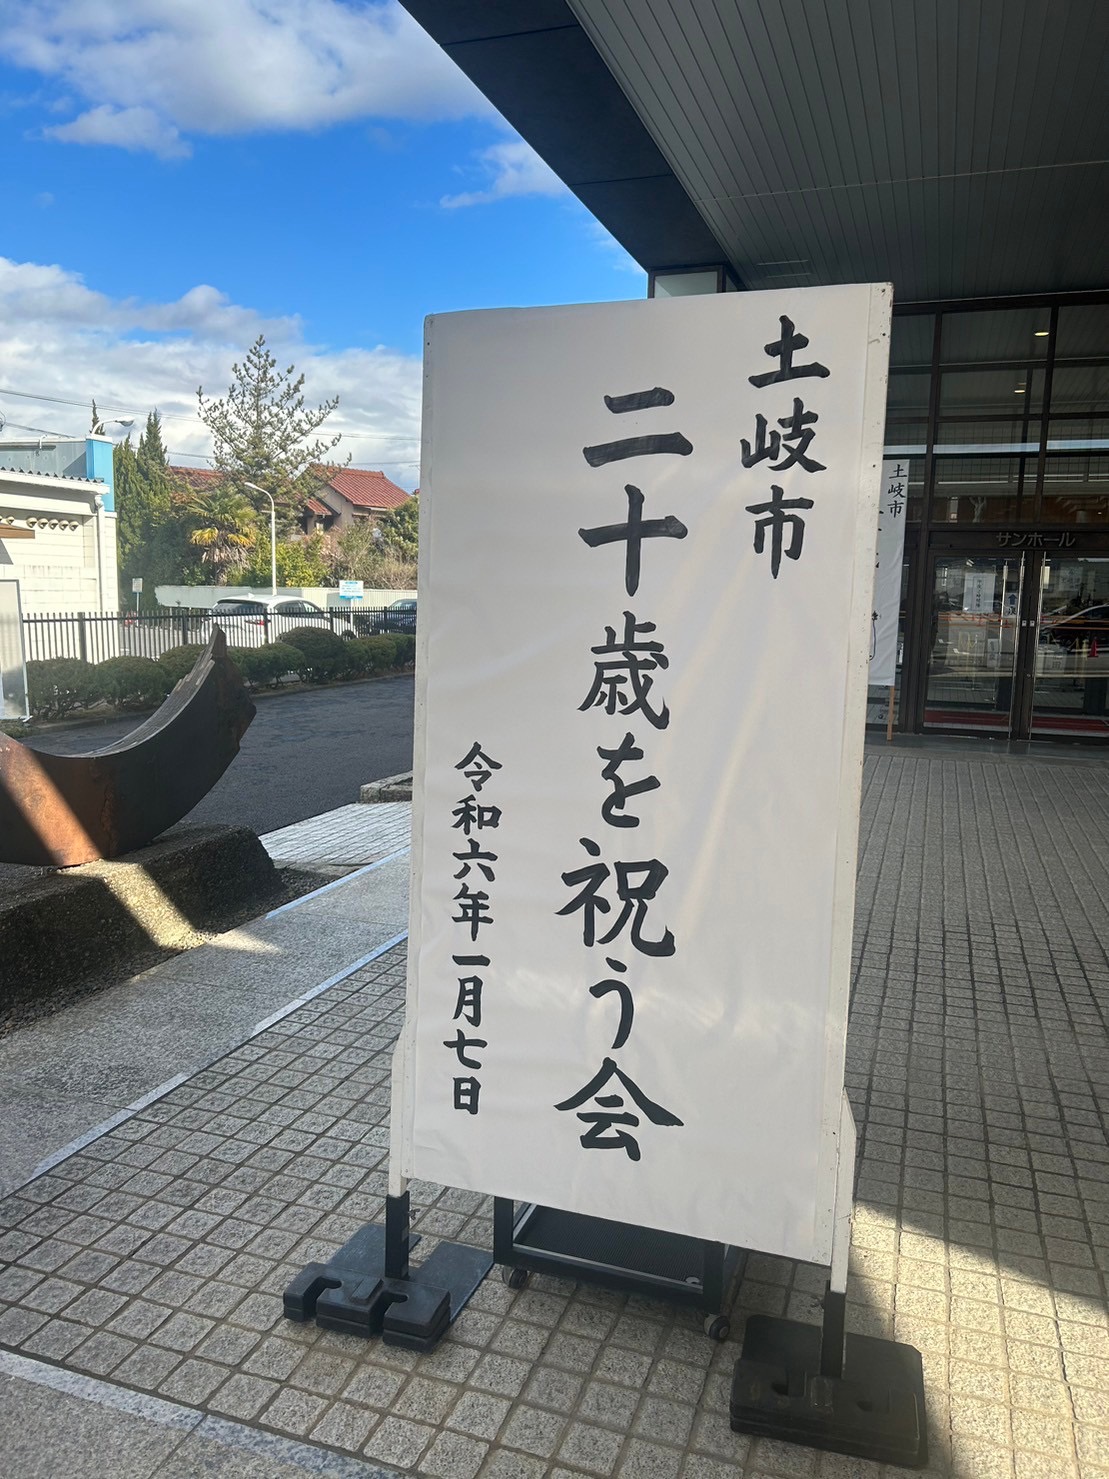 土岐市
二十歳を祝う会
令和六年一月七日
土岐市
サンホール